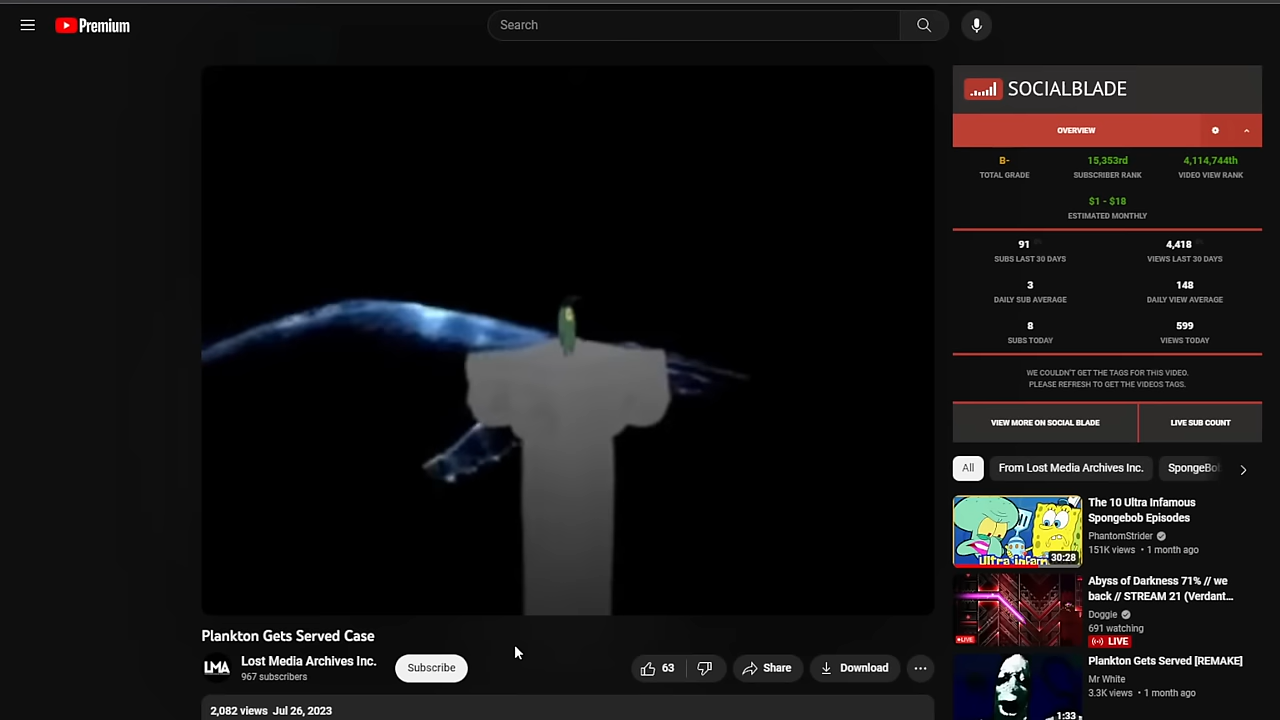 Premium
Search
SOCIALBLADE
OVERVIEW
B-
TOTAL GRADE
15,353rd
SUBSCRIBER RANK
4,114,744th
VIDEO VIEW RANK
$1 - $18
ESTIMATED MONTHLY
91
SUBS LAST 30 DAYS
4,418
VIEWS LAST 30 DAYS
3
DAILY SUB AVERAGE
148
DAILY VIEW AVERAGE
8
SUBS TODAY
599
VIEWS TODAY
WE COULDN'T GET THE TAGS FOR THIS VIDEO.
PLEASE REFRESH TO GET THE VIDEOS TAGS.
VIEW MORE ON SOCIAL BLADE
LIVE SUB COUNT
All
From Lost Media Archives Inc.
SpongeBo
The 10 Ultra Infamous
Spongebob Episodes
PhantomStrider
151K views • 1 month ago
30:28
Abyss of Darkness 71% // we
back // STREAM 21 (Verdant...
Doggie
691 watching
LIVE
LIVE
Plankton Gets Served [REMAKE]
Mr White
3.3K views • 1 month ago
1:33
Plankton Gets Served Case
LMA
Lost Media Archives Inc.
967 subscribers
Subscribe
63
Share
Download
2,082 views Jul 26, 2023